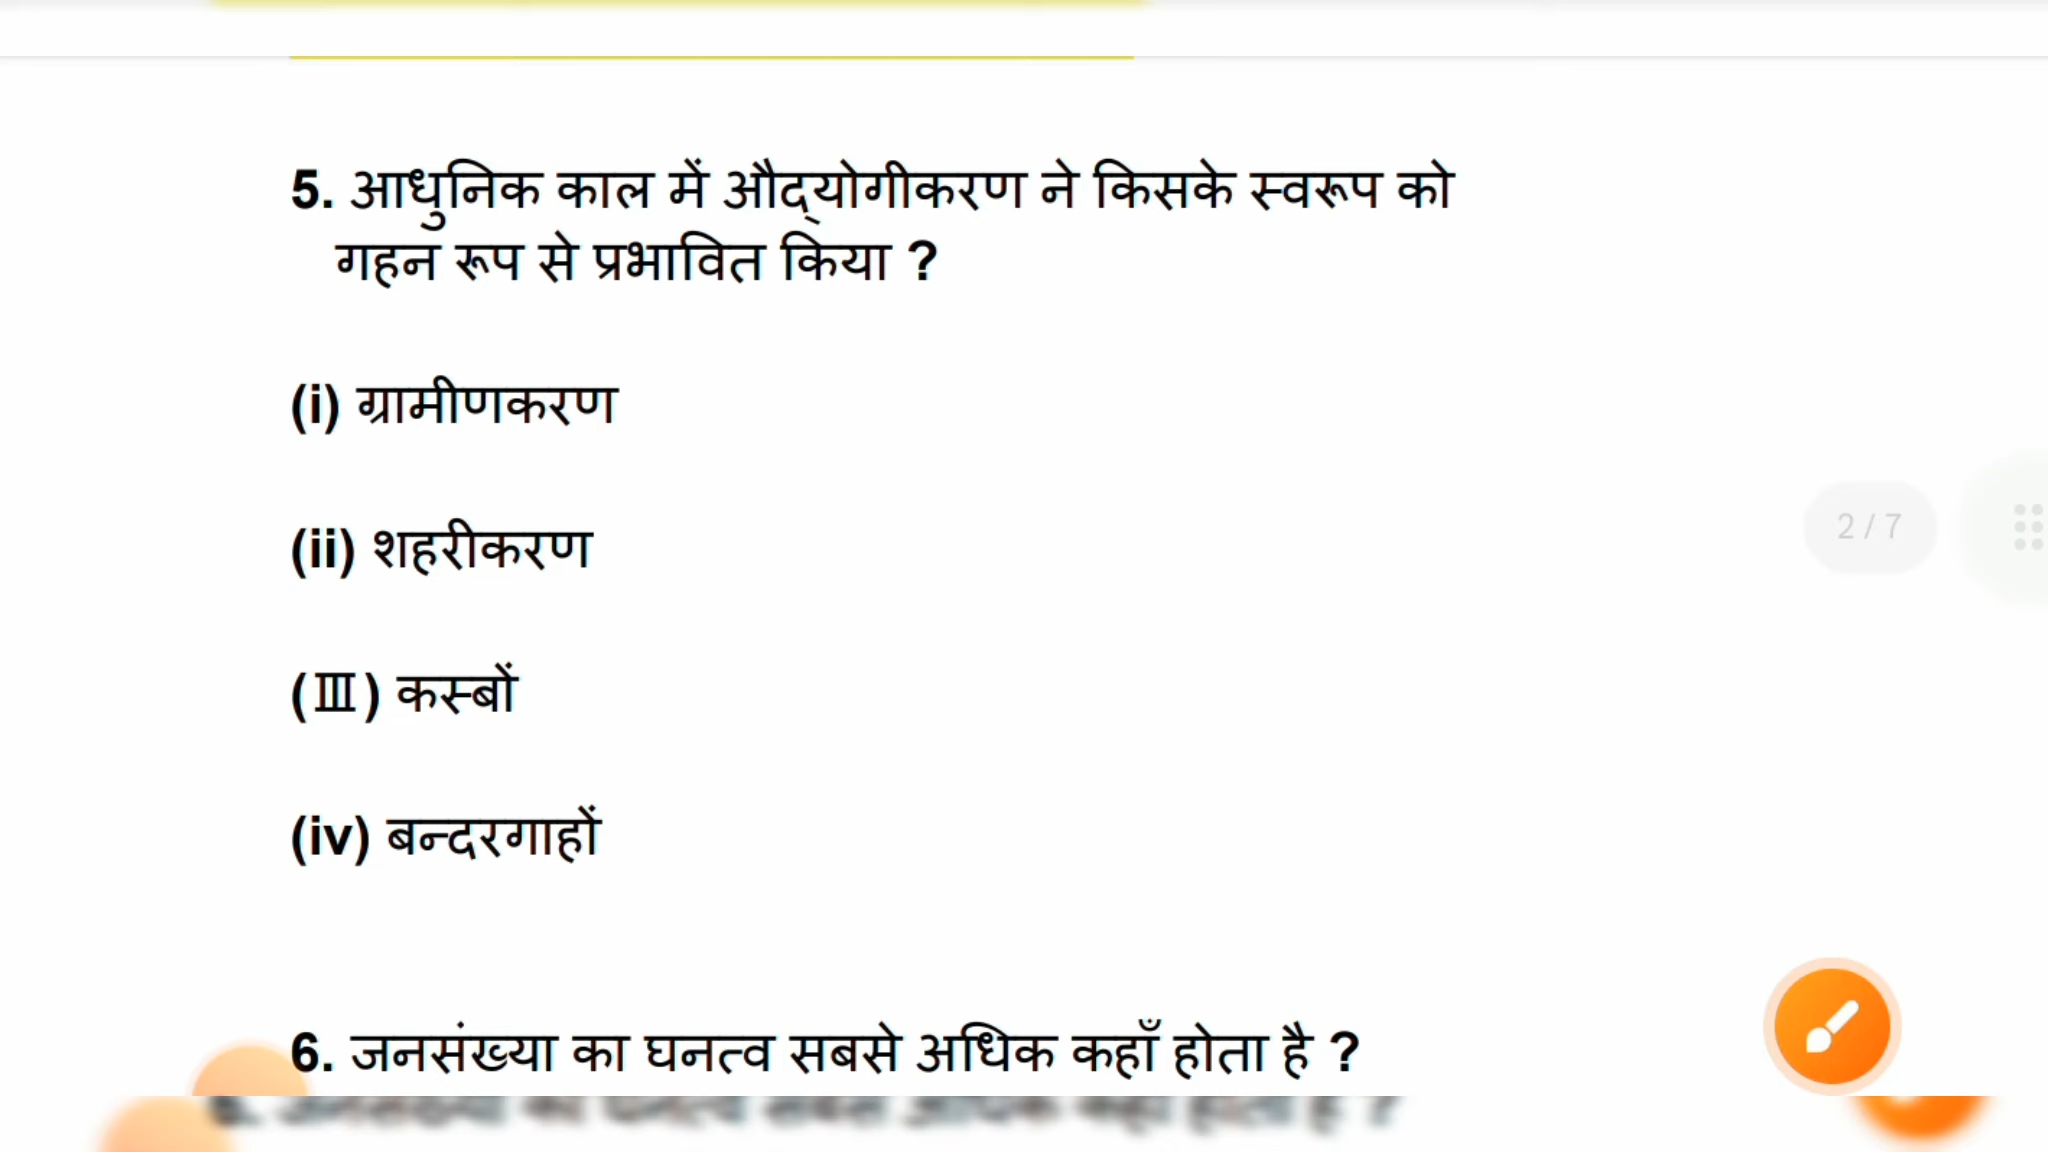 5. आधुनिक काल में औद्योगीकरण ने किसके स्वरूप को
गहन रूप से प्रभावित किया ?
(i) ग्रामीणकरण
(ii) शहरीकरण
2 / 7
(Ⅲ) कस्बों
(iv) बन्दरगाहों
6. जनसंख्या का घनत्व सबसे अधिक कहाँ होता है ?